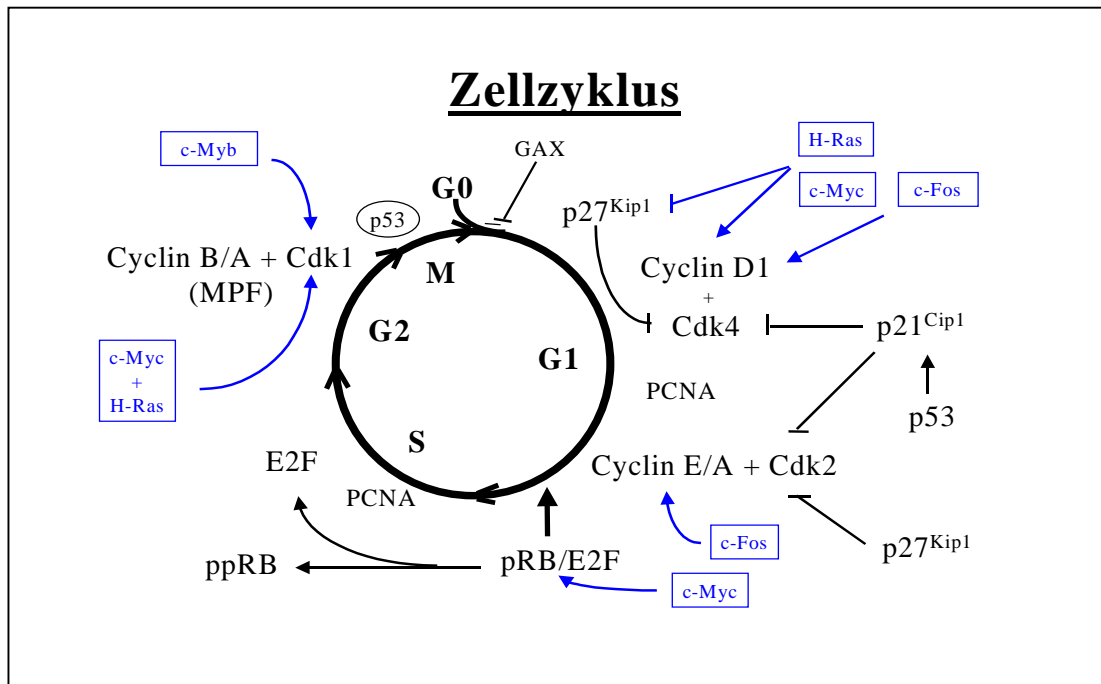 Zellzyklus
c-Myb
GAX
H-Ras
G0
p53
p27Kip1
c-Myc
c-Fos
Cyclin B/A + Cdk1
(MPF)
M
Cyclin D1
+
Cdk4
G2
G1
p21Cip1
c-Myc
+
H-Ras
PCNA
p53
S
E2F
PCNA
Cyclin E/A + Cdk2
c-Fos
p27Kip1
ppRB
pRB/E2F
c-Myc